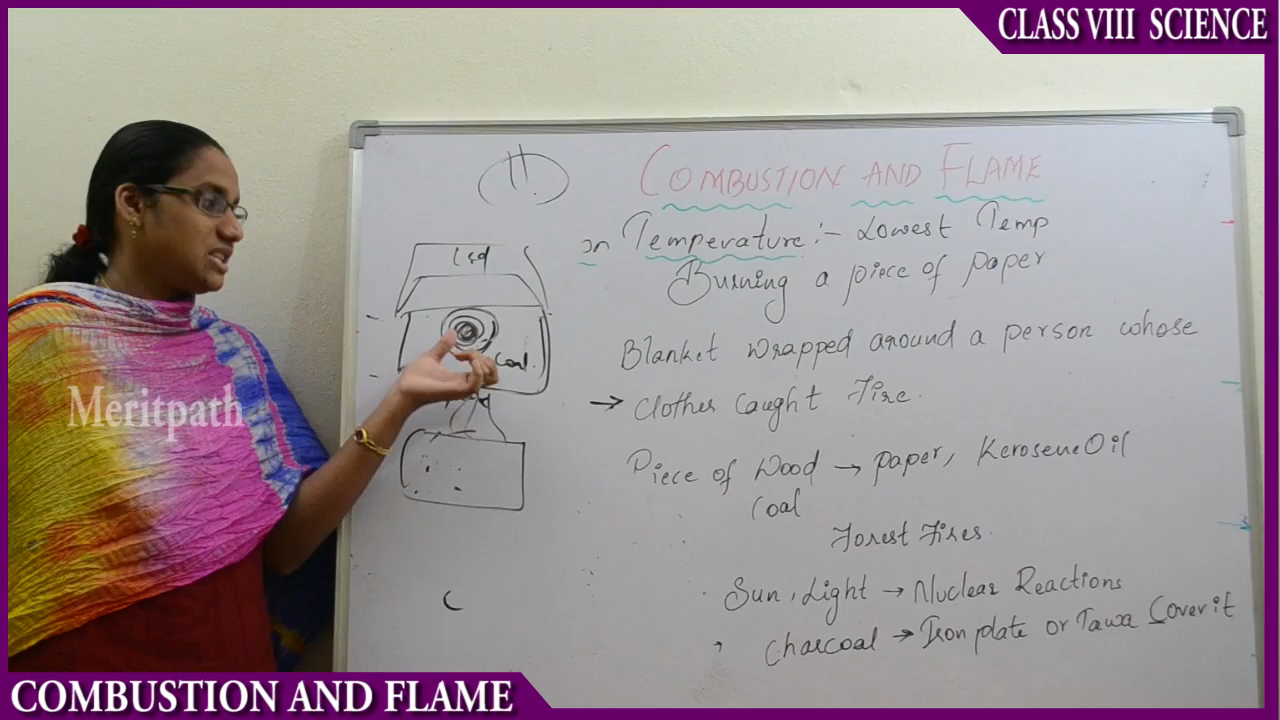 CLASS VIII SCIENCE
COMBUSTION AND FLAME
on Temperature :- Lowest Temp
Burning a piece of paper
Blanket wrapped around a person whose
→ Clothes Caught Fire.
Piece of Wood → paper, Kerosene Oil
Coal
Forest Fires.
Sun, Light → Nuclear Reactions
Charcoal → Iron plate or Tawa Cover it
Coal.
Meritpath
COMBUSTION AND FLAME